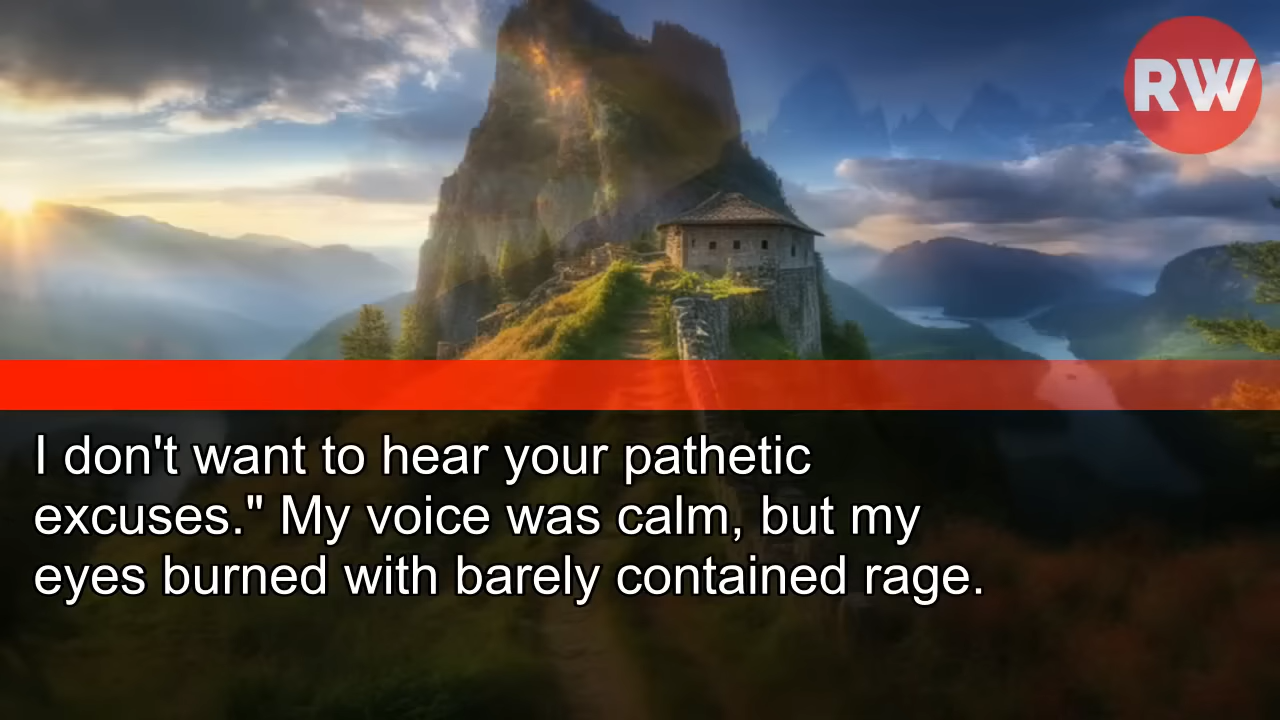 RW
I don't want to hear your pathetic
excuses." My voice was calm, but my
eyes burned with barely contained rage.